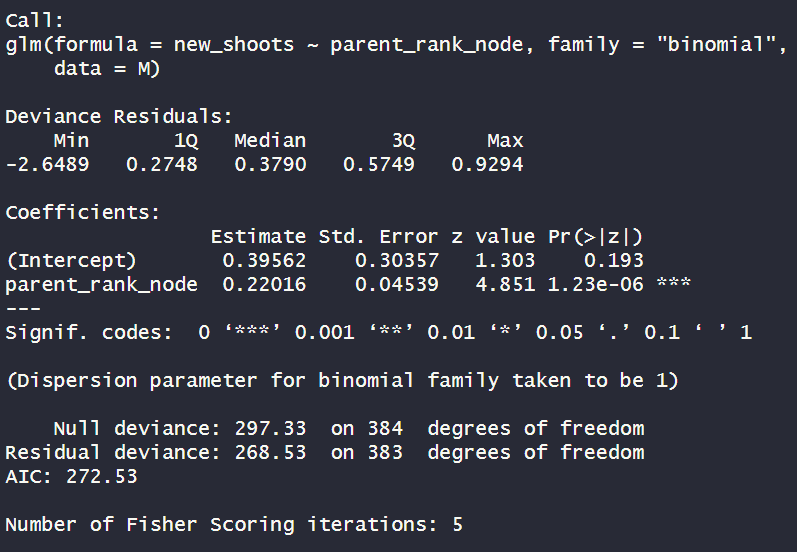 Call:
glm(formula = new_shoots ~ parent_rank_node, family = "binomial",
    data = M)

Deviance Residuals:
    Min       1Q   Median       3Q      Max
-2.6489   0.2748   0.3790   0.5749   0.9294

Coefficients:
                 Estimate Std. Error z value Pr(>|z|)
(Intercept)       0.39562    0.30357   1.303    0.193
parent_rank_node  0.22016    0.04539   4.851 1.23e-06 ***
---
Signif. codes:  0 ‘***’ 0.001 ‘**’ 0.01 ‘*’ 0.05 ‘.’ 0.1 ‘ ’ 1

(Dispersion parameter for binomial family taken to be 1)

    Null deviance: 297.33  on 384  degrees of freedom
Residual deviance: 268.53  on 383  degrees of freedom
AIC: 272.53

Number of Fisher Scoring iterations: 5